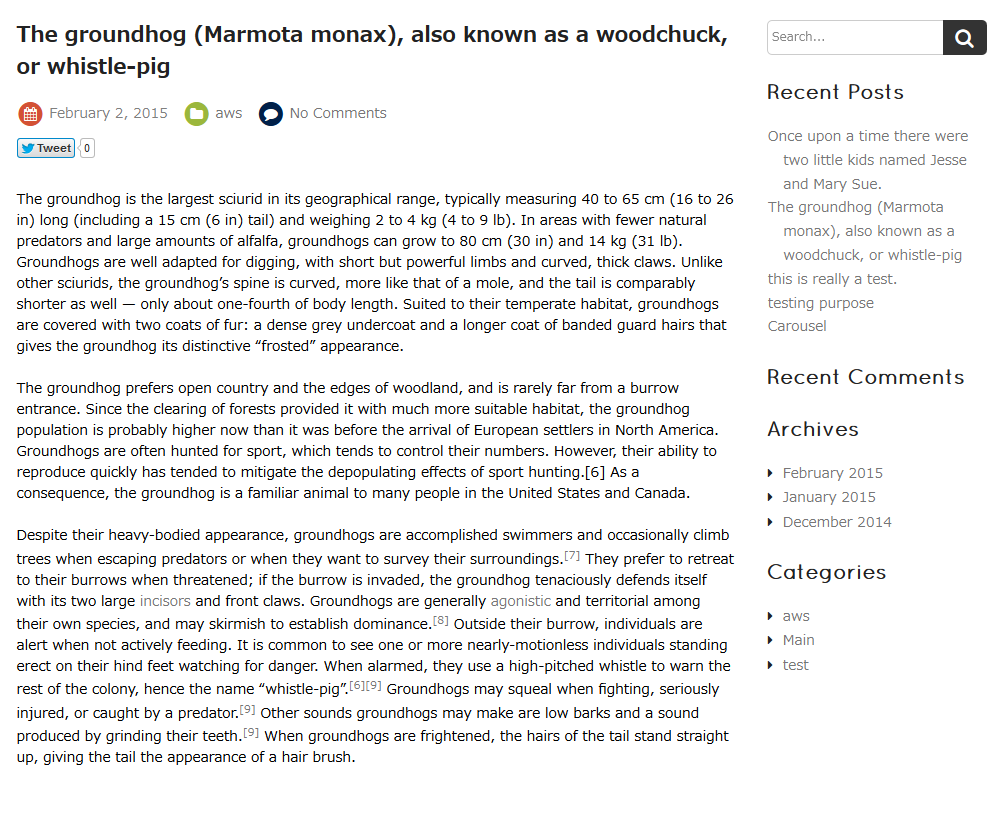 The groundhog (Marmota monax), also known as a woodchuck,
or whistle-pig
February 2, 2015 aws No Comments
Tweet 0
The groundhog is the largest sciurid in its geographical range, typically measuring 40 to 65 cm (16 to 26
in) long (including a 15 cm (6 in) tail) and weighing 2 to 4 kg (4 to 9 lb). In areas with fewer natural
predators and large amounts of alfalfa, groundhogs can grow to 80 cm (30 in) and 14 kg (31 lb).
Groundhogs are well adapted for digging, with short but powerful limbs and curved, thick claws. Unlike
other sciurids, the groundhog’s spine is curved, more like that of a mole, and the tail is comparably
shorter as well — only about one-fourth of body length. Suited to their temperate habitat, groundhogs
are covered with two coats of fur: a dense grey undercoat and a longer coat of banded guard hairs that
gives the groundhog its distinctive “frosted” appearance.
The groundhog prefers open country and the edges of woodland, and is rarely far from a burrow
entrance. Since the clearing of forests provided it with much more suitable habitat, the groundhog
population is probably higher now than it was before the arrival of European settlers in North America.
Groundhogs are often hunted for sport, which tends to control their numbers. However, their ability to
reproduce quickly has tended to mitigate the depopulating effects of sport hunting.[6] As a
consequence, the groundhog is a familiar animal to many people in the United States and Canada.
Despite their heavy-bodied appearance, groundhogs are accomplished swimmers and occasionally climb
trees when escaping predators or when they want to survey their surroundings.[7] They prefer to retreat
to their burrows when threatened; if the burrow is invaded, the groundhog tenaciously defends itself
with its two large incisors and front claws. Groundhogs are generally agonistic and territorial among
their own species, and may skirmish to establish dominance.[8] Outside their burrow, individuals are
alert when not actively feeding. It is common to see one or more nearly-motionless individuals standing
erect on their hind feet watching for danger. When alarmed, they use a high-pitched whistle to warn the
rest of the colony, hence the name “whistle-pig”.[6][9] Groundhogs may squeal when fighting, seriously
injured, or caught by a predator.[9] Other sounds groundhogs may make are low barks and a sound
produced by grinding their teeth.[9] When groundhogs are frightened, the hairs of the tail stand straight
up, giving the tail the appearance of a hair brush.
Search...
Recent Posts
Once upon a time there were
two little kids named Jesse
and Mary Sue.
The groundhog (Marmota
monax), also known as a
woodchuck, or whistle-pig
this is really a test.
testing purpose
Carousel
Recent Comments
Archives
February 2015
January 2015
December 2014
Categories
aws
Main
test